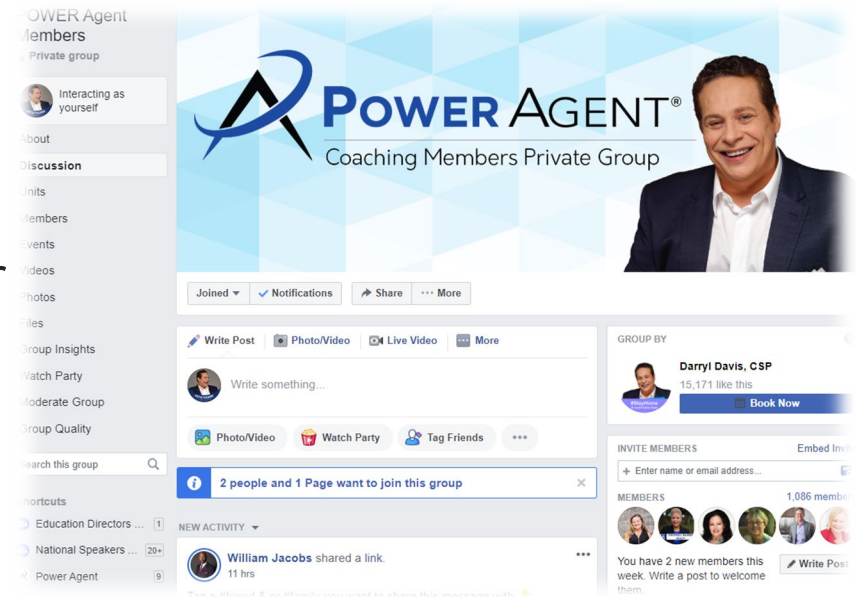 POWER Agent
Members
Private group
Interacting as
yourself
About
Discussion
Units
Members
Events
Videos
Photos
Files
Group Insights
Watch Party
Moderate Group
Group Quality
Search this group
Shortcuts
Education Directors ... 1
National Speakers ... 20+
Power Agent 9
POWER AGENT®
Coaching Members Private Group
Joined Notifications Share ··· More
Write Post Photo/Video Live Video More
Write something...
Photo/Video Watch Party Tag Friends •••
2 people and 1 Page want to join this group
NEW ACTIVITY
William Jacobs shared a link.
11 hrs
GROUP BY
Darryl Davis, CSP
15,171 like this
Book Now
INVITE MEMBERS Embed Invite
+ Enter name or email address...
MEMBERS 1,086 members
You have 2 new members this
week. Write a post to welcome
them.
Write Post